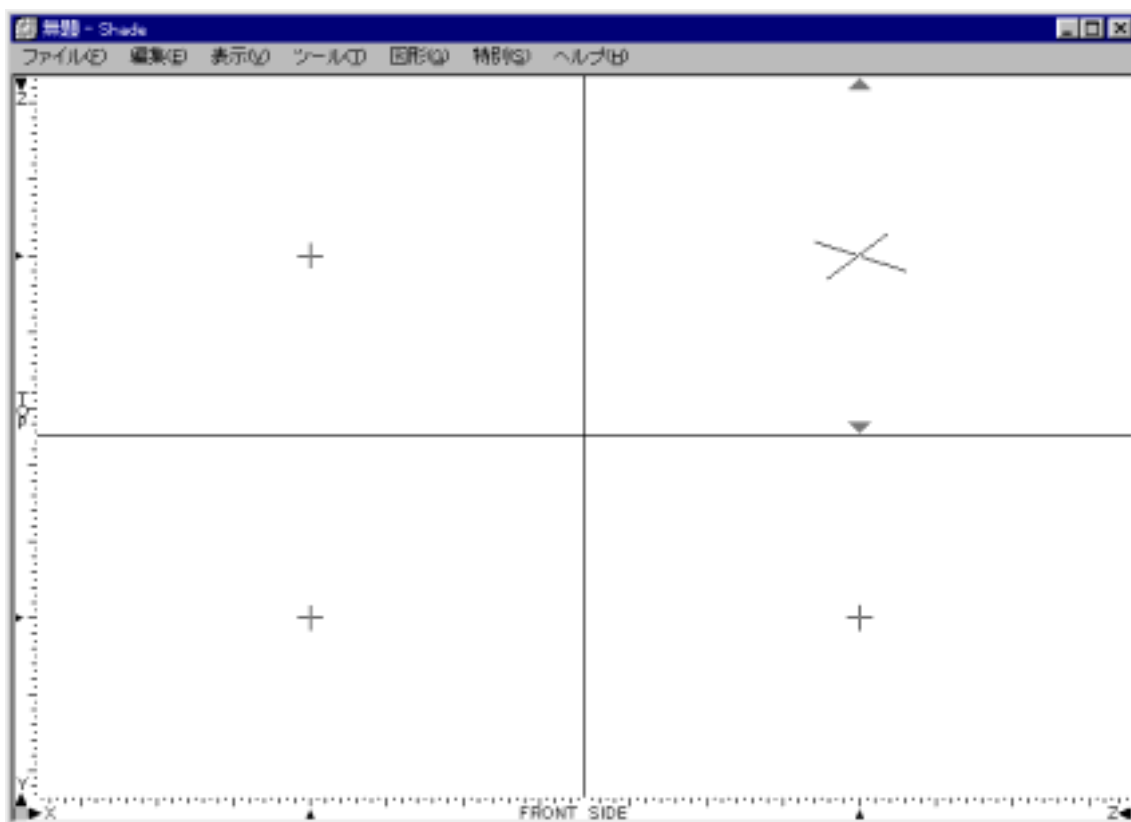 無題 - Shade
ファイル(F) 編集(E) 表示(V) ツール(T) 図形(G) 特別(S) ヘルプ(H)
Z
TOP
Y
X FRONT SIDE Z